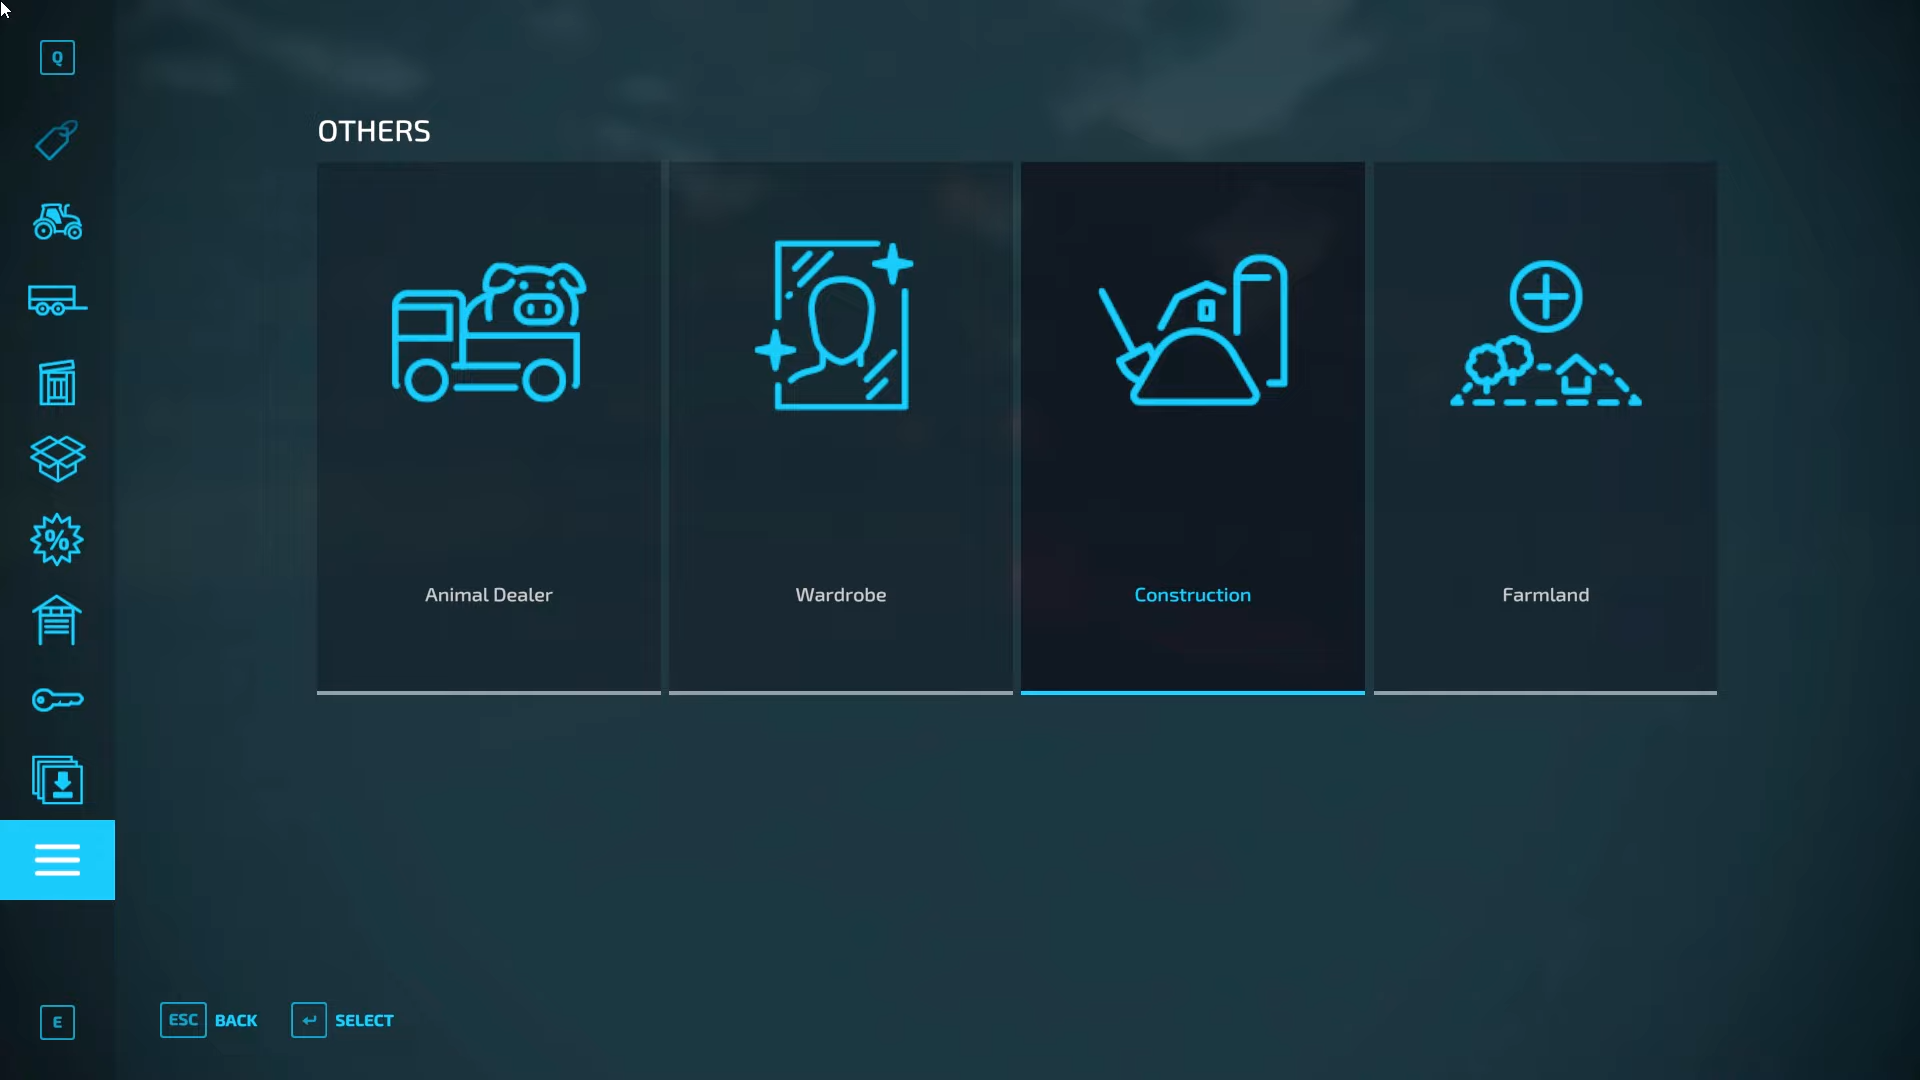 Q
OTHERS
%
Animal Dealer
Wardrobe
Construction
Farmland
E
ESC BACK
SELECT